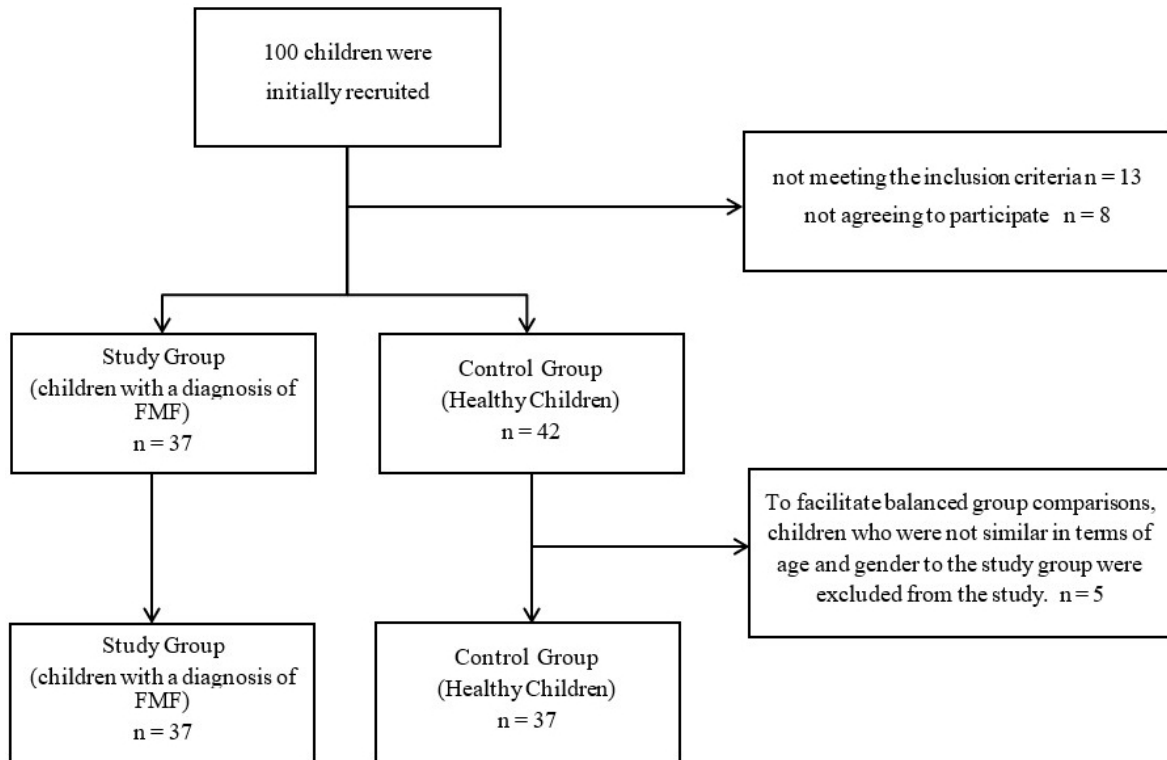 100 children were
initially recruited
not meeting the inclusion criteria n = 13
not agreeing to participate n = 8
Study Group
(children with a diagnosis of
FMF)
n = 37
Control Group
(Healthy Children)
n = 42
To facilitate balanced group comparisons,
children who were not similar in terms of
age and gender to the study group were
excluded from the study. n = 5
Study Group
(children with a diagnosis of
FMF)
n = 37
Control Group
(Healthy Children)
n = 37